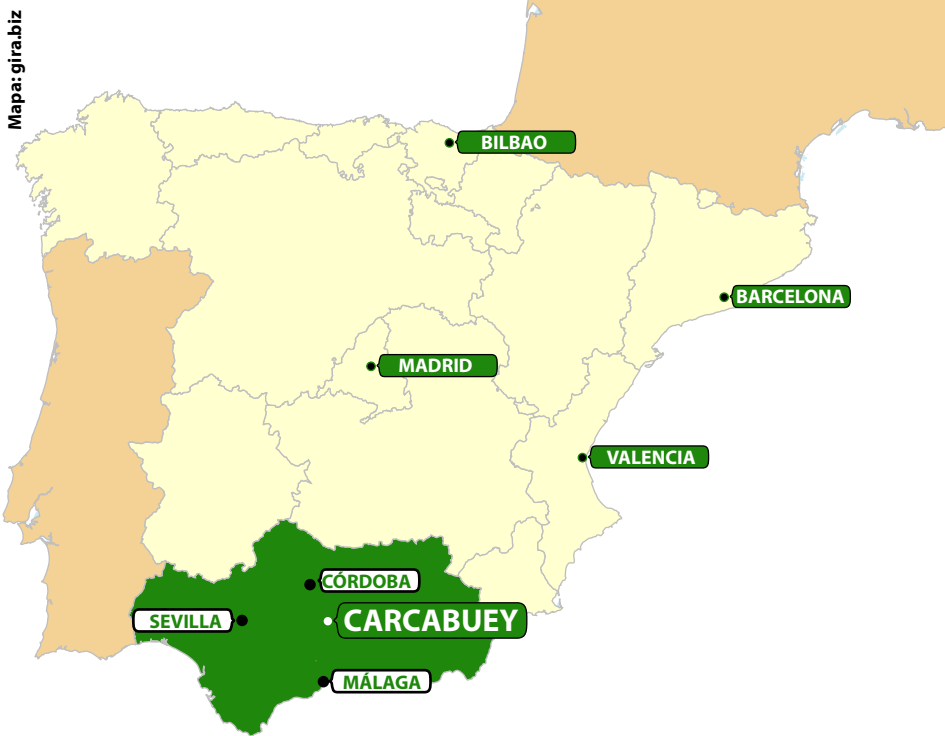 Mapa: gira.biz
BILBAO
BARCELONA
MADRID
VALENCIA
CÓRDOBA
SEVILLA
CARCABUEY
MÁLAGA